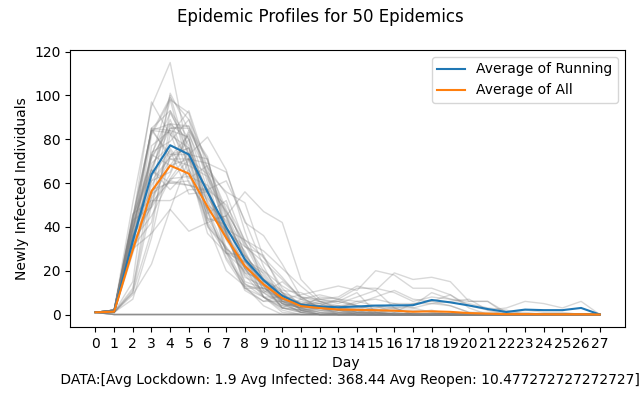 Epidemic Profiles for 50 Epidemics
120
100
80
60
40
20
0
Newly Infected Individuals
Average of Running
Average of All
0 1 2 3 4 5 6 7 8 9 10 11 12 13 14 15 16 17 18 19 20 21 22 23 24 25 26 27
Day
DATA:[Avg Lockdown: 1.9 Avg Infected: 368.44 Avg Reopen: 10.477272727272727]